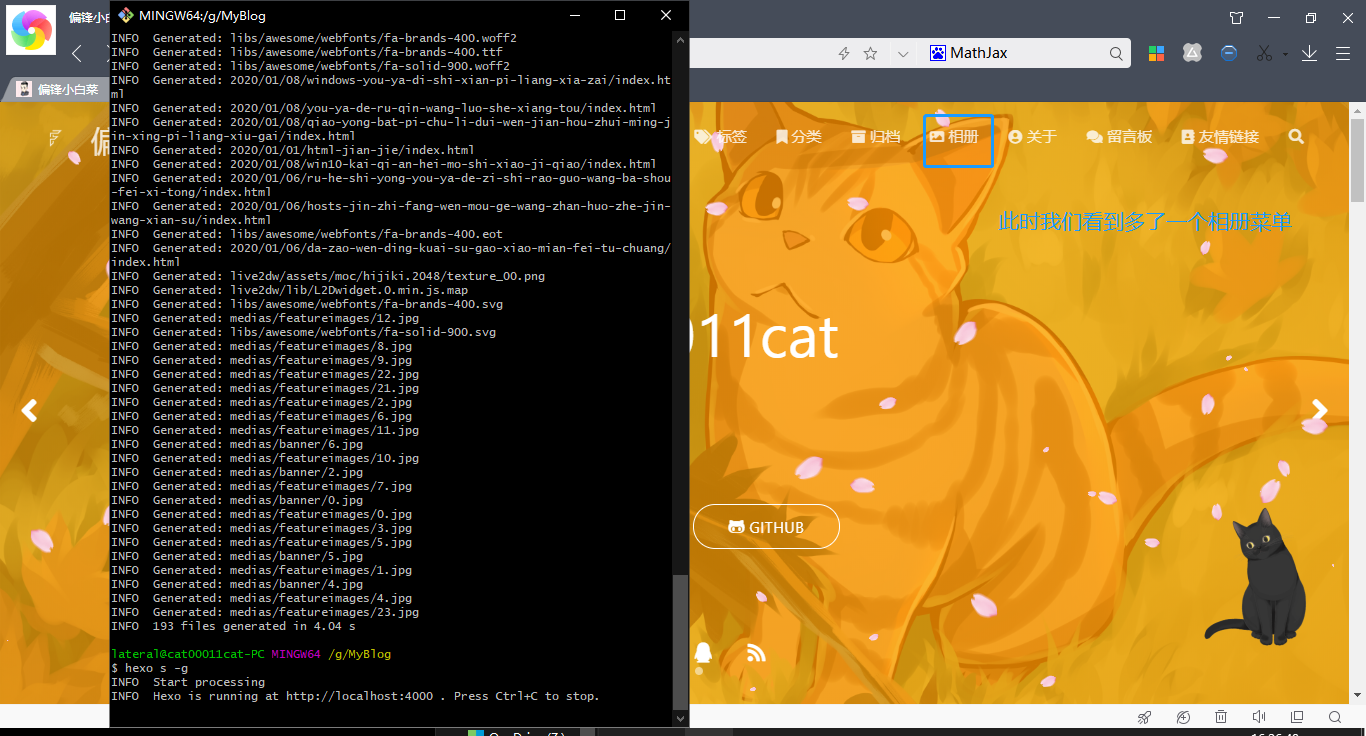 偏锋小白
MINGW64:/g/MyBlog
MathJax
偏锋小白菜
INFO  Generated: libs/awesome/webfonts/fa-brands-400.woff2
INFO  Generated: libs/awesome/webfonts/fa-brands-400.ttf
INFO  Generated: libs/awesome/webfonts/fa-solid-900.woff2
INFO  Generated: 2020/01/08/windows-you-ya-di-shi-xian-pi-liang-xia-zai/index.ht
ml
INFO  Generated: 2020/01/08/you-ya-de-ru-qin-wang-luo-she-xiang-tou/index.html
INFO  Generated: 2020/01/08/qiao-yong-bat-pi-chu-li-dui-wen-jian-hou-zhui-ming-j
in-xing-pi-liang-xiu-gai/index.html
INFO  Generated: 2020/01/01/html-jian-jie/index.html
INFO  Generated: 2020/01/08/win10-kai-qi-an-hei-mo-shi-xiao-ji-qiao/index.html
INFO  Generated: 2020/01/06/ru-he-shi-yong-you-ya-de-zi-shi-rao-guo-wang-ba-shou
-fei-xi-tong/index.html
INFO  Generated: 2020/01/06/hosts-jin-zhi-fang-wen-mou-ge-wang-zhan-huo-zhe-jin-
wang-xian-su/index.html
INFO  Generated: libs/awesome/webfonts/fa-brands-400.eot
INFO  Generated: 2020/01/06/da-zao-wen-ding-kuai-su-gao-xiao-mian-fei-tu-chuang/
index.html
INFO  Generated: live2dw/assets/moc/hijiki.2048/texture_00.png
INFO  Generated: live2dw/lib/L2Dwidget.0.min.js.map
INFO  Generated: libs/awesome/webfonts/fa-brands-400.svg
INFO  Generated: medias/featureimages/12.jpg
INFO  Generated: libs/awesome/webfonts/fa-solid-900.svg
INFO  Generated: medias/featureimages/8.jpg
INFO  Generated: medias/featureimages/9.jpg
INFO  Generated: medias/featureimages/22.jpg
INFO  Generated: medias/featureimages/21.jpg
INFO  Generated: medias/featureimages/2.jpg
INFO  Generated: medias/featureimages/6.jpg
INFO  Generated: medias/featureimages/11.jpg
INFO  Generated: medias/banner/6.jpg
INFO  Generated: medias/featureimages/10.jpg
INFO  Generated: medias/banner/2.jpg
INFO  Generated: medias/featureimages/7.jpg
INFO  Generated: medias/banner/0.jpg
INFO  Generated: medias/featureimages/0.jpg
INFO  Generated: medias/featureimages/3.jpg
INFO  Generated: medias/featureimages/5.jpg
INFO  Generated: medias/banner/5.jpg
INFO  Generated: medias/featureimages/1.jpg
INFO  Generated: medias/banner/4.jpg
INFO  Generated: medias/featureimages/4.jpg
INFO  Generated: medias/featureimages/23.jpg
INFO  193 files generated in 4.04 s
lateral@cat00011cat-PC MINGW64 /g/MyBlog
$ hexo s -g
INFO  Start processing
INFO  Hexo is running at http://localhost:4000 . Press Ctrl+C to stop.
偏
标签 分类 归档 相册 关于 留言板 友情链接
此时我们看到多了一个相册菜单
011cat
GITHUB